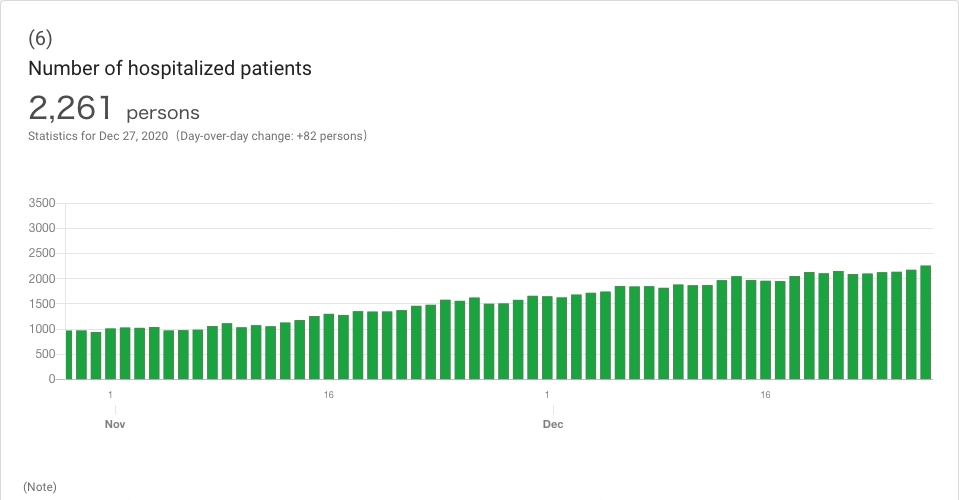 (6)
Number of hospitalized patients
2,261 persons
Statistics for Dec 27, 2020（Day-over-day change: +82 persons）
3500
3000
2500
2000
1500
1000
500
0
1 16 1 16
Nov Dec
(Note)